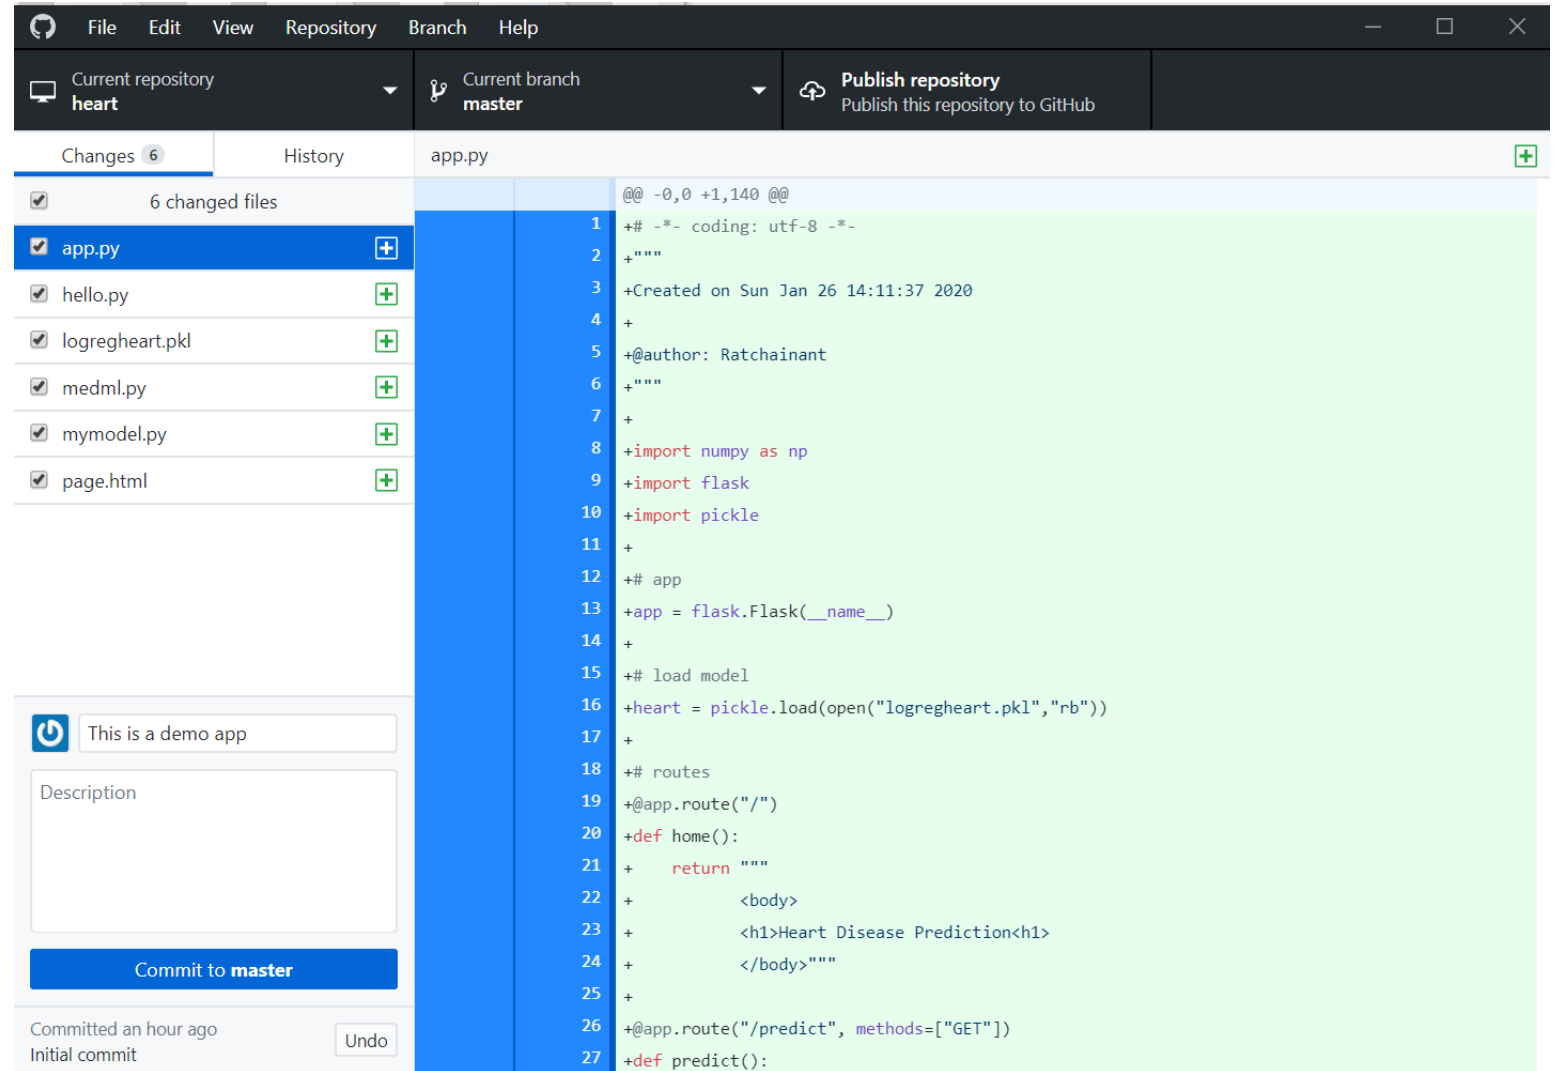 File Edit View Repository Branch Help
Current repository
heart
Current branch
master
Publish repository
Publish this repository to GitHub
Changes 6 History
6 changed files
app.py
hello.py
logregheart.pkl
medml.py
mymodel.py
page.html
This is a demo app
Description
Commit to master
Committed an hour ago
Initial commit
Undo
app.py
@@ -0,0 +1,140 @@
1 +# -*- coding: utf-8 -*-
2 +"""
3 +Created on Sun Jan 26 14:11:37 2020
4 +
5 +@author: Ratchainant
6 +"""
7 +
8 +import numpy as np
9 +import flask
10 +import pickle
11 +
12 +# app
13 +app = flask.Flask(__name__)
14 +
15 +# load model
16 +heart = pickle.load(open("logregheart.pkl","rb"))
17 +
18 +# routes
19 +@app.route("/")
20 +def home():
21 +    return """
22 +           <body>
23 +           <h1>Heart Disease Prediction<h1>
24 +           </body>"""
25 +
26 +@app.route("/predict", methods=["GET"])
27 +def predict():